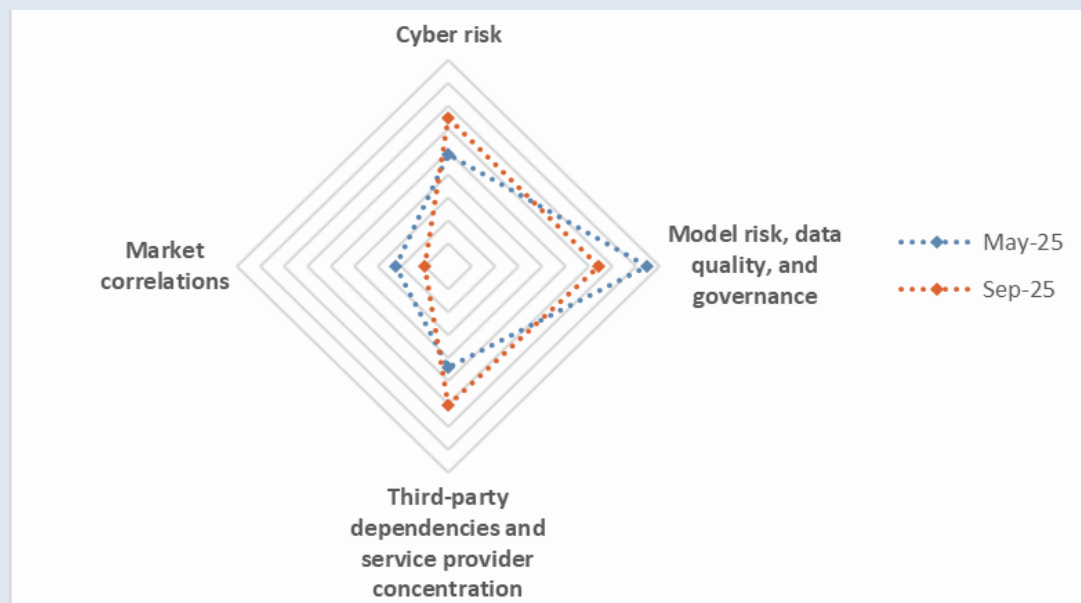 Cyber risk
Market
correlations
Model risk, data
quality, and
governance
May-25
Sep-25
Third-party
dependencies and
service provider
concentration